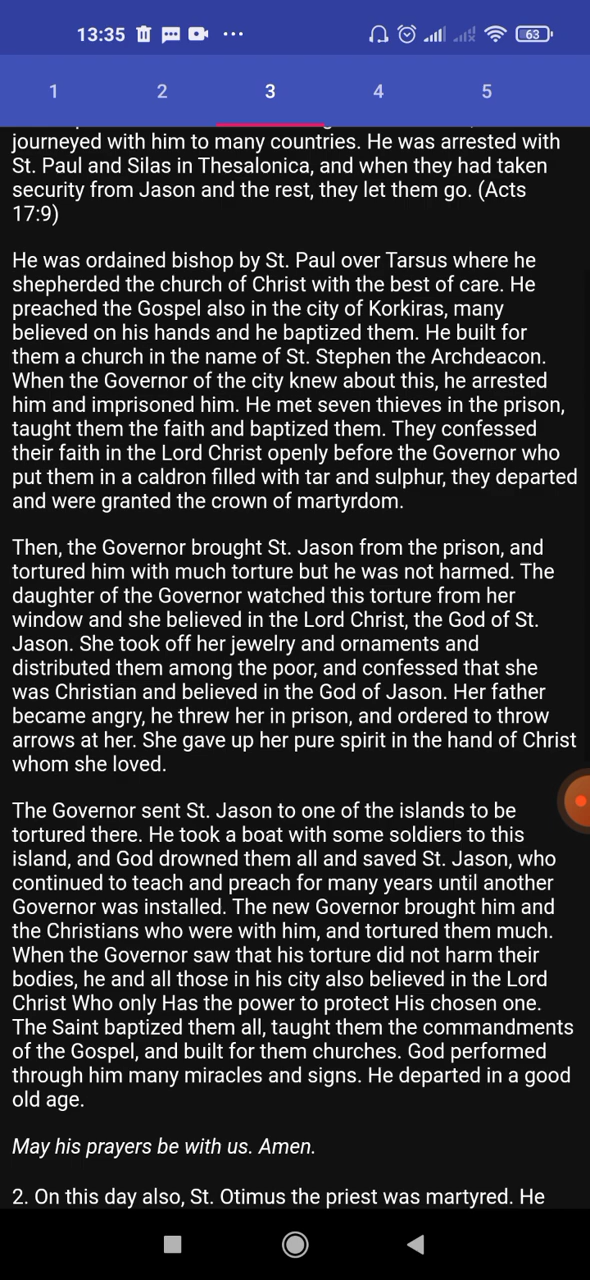 13:35
63
1 2 3 4 5
journeyed with him to many countries. He was arrested with
St. Paul and Silas in Thesalonica, and when they had taken
security from Jason and the rest, they let them go. (Acts
17:9)
He was ordained bishop by St. Paul over Tarsus where he
shepherded the church of Christ with the best of care. He
preached the Gospel also in the city of Korkiras, many
believed on his hands and he baptized them. He built for
them a church in the name of St. Stephen the Archdeacon.
When the Governor of the city knew about this, he arrested
him and imprisoned him. He met seven thieves in the prison,
taught them the faith and baptized them. They confessed
their faith in the Lord Christ openly before the Governor who
put them in a caldron filled with tar and sulphur, they departed
and were granted the crown of martyrdom.
Then, the Governor brought St. Jason from the prison, and
tortured him with much torture but he was not harmed. The
daughter of the Governor watched this torture from her
window and she believed in the Lord Christ, the God of St.
Jason. She took off her jewelry and ornaments and
distributed them among the poor, and confessed that she
was Christian and believed in the God of Jason. Her father
became angry, he threw her in prison, and ordered to throw
arrows at her. She gave up her pure spirit in the hand of Christ
whom she loved.
The Governor sent St. Jason to one of the islands to be
tortured there. He took a boat with some soldiers to this
island, and God drowned them all and saved St. Jason, who
continued to teach and preach for many years until another
Governor was installed. The new Governor brought him and
the Christians who were with him, and tortured them much.
When the Governor saw that his torture did not harm their
bodies, he and all those in his city also believed in the Lord
Christ Who only Has the power to protect His chosen one.
The Saint baptized them all, taught them the commandments
of the Gospel, and built for them churches. God performed
through him many miracles and signs. He departed in a good
old age.
May his prayers be with us. Amen.
2. On this day also, St. Otimus the priest was martyred. He